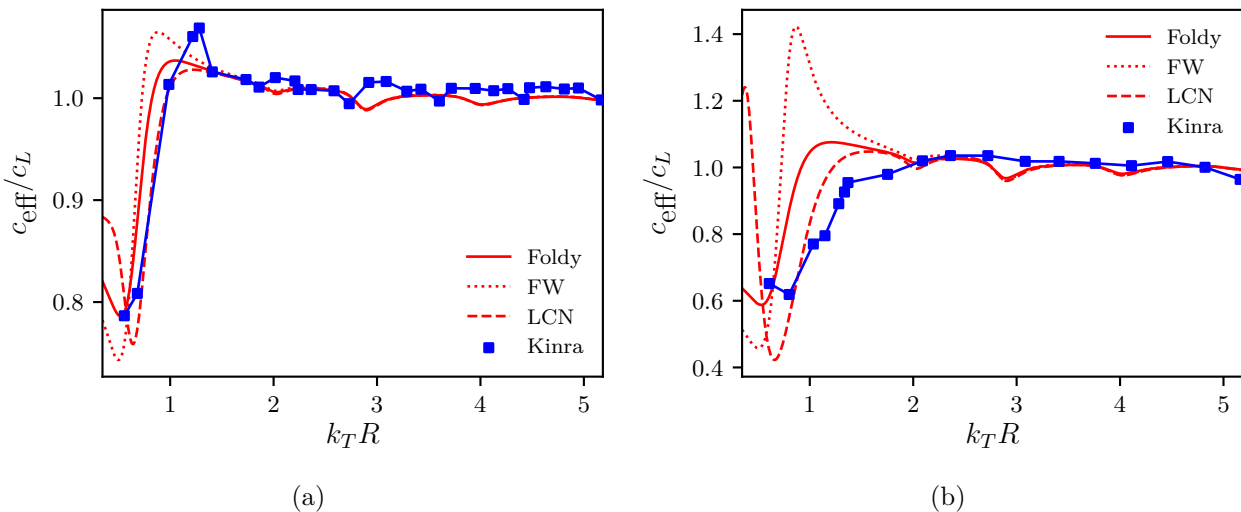 1.0
0.9
0.8
1
2
3
4
5
c_eff/c_L
k_T R
Foldy
FW
LCN
Kinra
(a)
1.4
1.2
1.0
0.8
0.6
0.4
1
2
3
4
5
c_eff/c_L
k_T R
Foldy
FW
LCN
Kinra
(b)